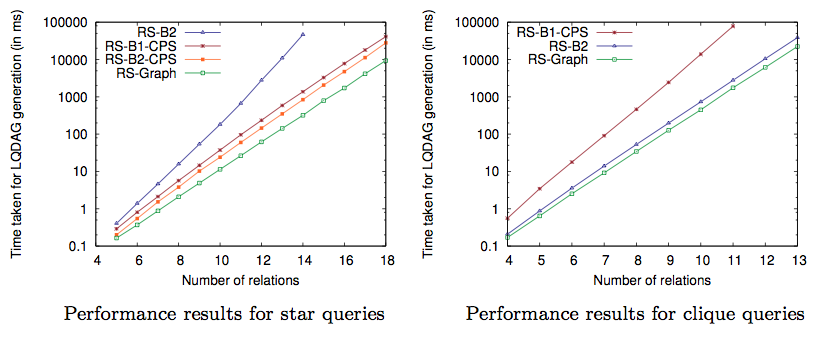 Time taken for LQDAG generation (in ms)
100000
10000
1000
100
10
1
0.1
RS-B2
RS-B1-CPS
RS-B2-CPS
RS-Graph
4 6 8 10 12 14 16 18
Number of relations
Performance results for star queries
Time taken for LQDAG generation (in ms)
100000
10000
1000
100
10
1
0.1
RS-B1-CPS
RS-B2
RS-Graph
4 5 6 7 8 9 10 11 12 13
Number of relations
Performance results for clique queries